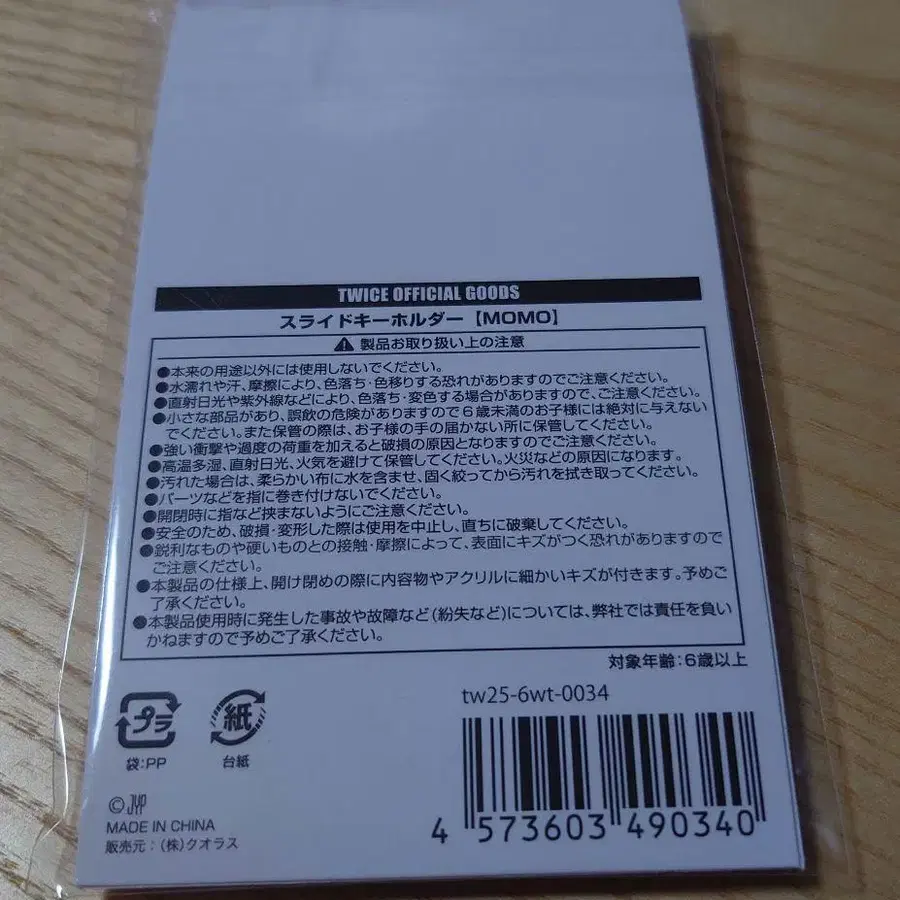 TWICE OFFICIAL GOODS
スライドキーホルダー【MOMO】
⚠ 製品お取り扱い上の注意
●本来の用途以外には使用しないでください。
●水濡れや汗、摩擦により、色落ち・色移りする恐れがありますのでご注意ください。
●直射日光や紫外線などにより、色落ち・変色する場合がありますので、ご注意ください。
●小さな部品があり、誤飲の危険がありますので6歳未満のお子様には絶対に与えない
でください。また保管の際は、お子様の手の届かない所に保管してください。
●強い衝撃や過度の荷重を加えると破損の原因となりますのでご注意ください。
●高温多湿、直射日光、火気を避けて保管してください。火災などの原因になります。
●汚れた場合は、柔らかい布に水を含ませ、固く絞ってから汚れを拭き取ってください。
●パーツなどを指に巻き付けないでください。
●開閉時に指など挟まないようにご注意ください。
●安全のため、破損・変形した際は使用を中止し、直ちに破棄してください。
●鋭利なものや硬いものとの接触・摩擦によって、表面にキズがつく恐れがありますので
ご注意ください。
●本製品の仕様上、開け閉めの際に内容物やアクリルに細かいキズが付きます。予めご
了承ください。
●本製品使用時に発生した事故や故障など(紛失など)については、弊社では責任を負い
かねますので予めご了承ください。
対象年齢:6歳以上
tw25-6wt-0034
プラ
袋:PP
紙
台紙
4 573603 490340
© JYP
MADE IN CHINA
販売元:(株)クオラス